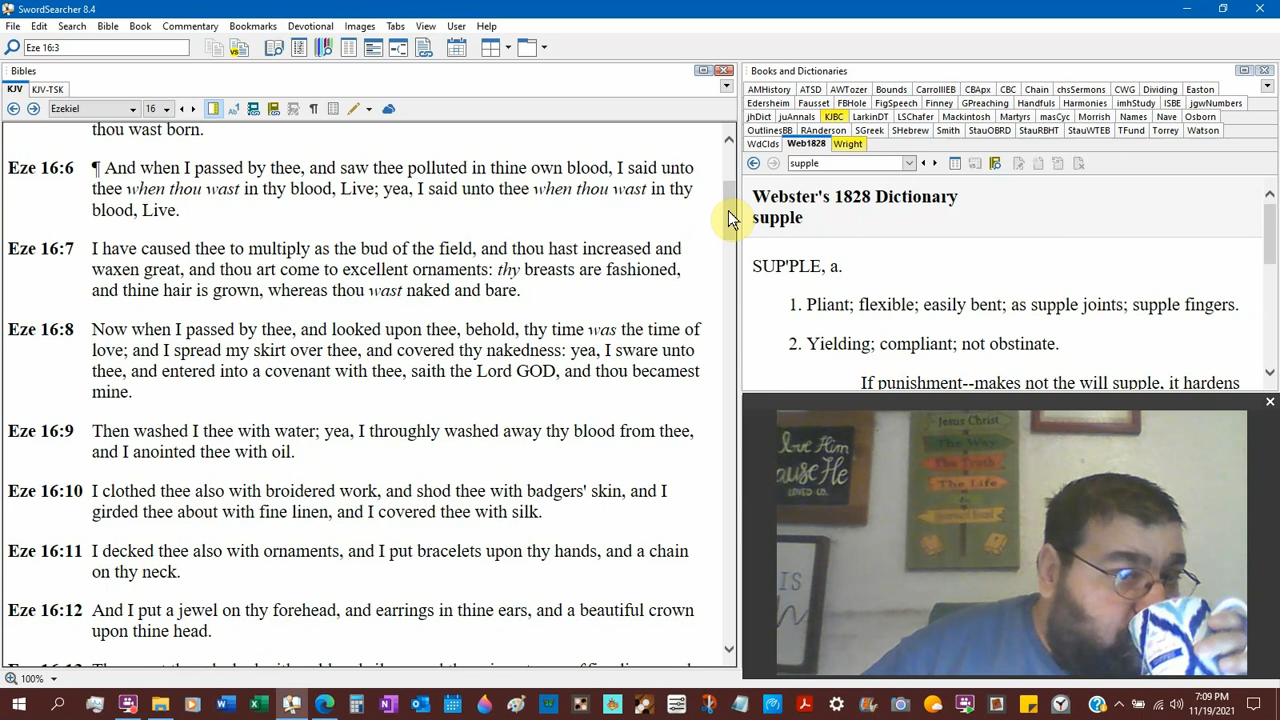 SwordSearcher 8.4
File Edit Search Bible Book Commentary Bookmarks Devotional Images Tabs View User Help
Eze 16:3
Bibles
KJV KJV-TSK
Ezekiel 16
thou wast born.
Eze 16:6 ¶ And when I passed by thee, and saw thee polluted in thine own blood, I said unto
thee when thou wast in thy blood, Live; yea, I said unto thee when thou wast in thy
blood, Live.
Eze 16:7 I have caused thee to multiply as the bud of the field, and thou hast increased and
waxen great, and thou art come to excellent ornaments: thy breasts are fashioned,
and thine hair is grown, whereas thou wast naked and bare.
Eze 16:8 Now when I passed by thee, and looked upon thee, behold, thy time was the time of
love; and I spread my skirt over thee, and covered thy nakedness: yea, I sware unto
thee, and entered into a covenant with thee, saith the Lord GOD, and thou becamest
mine.
Eze 16:9 Then washed I thee with water; yea, I throughly washed away thy blood from thee,
and I anointed thee with oil.
Eze 16:10 I clothed thee also with broidered work, and shod thee with badgers' skin, and I
girded thee about with fine linen, and I covered thee with silk.
Eze 16:11 I decked thee also with ornaments, and I put bracelets upon thy hands, and a chain
on thy neck.
Eze 16:12 And I put a jewel on thy forehead, and earrings in thine ears, and a beautiful crown
upon thine head.
100%
Books and Dictionaries
AMHistory ATSD AWTozer Bounds CarrollEB CBApx CBC Chain chsSermons CWG Dividing Easton
Edersheim Fausset FBHole FigSpeech Finney GPreaching Handfuls Harmonies imhStudy ISBE jgwNumbers
jhDict juAnnals KJBC LarkinDT LSChafer Mackintosh Martyrs masCyc Morrish Names Nave Osborn
OutlinesBB RAnderson SGreek SHebrew Smith StauOBRD StauRBHT StauWTEB TFund Torrey Watson
WdClds Web1828 Wright
supple
Webster's 1828 Dictionary
supple
SUP'PLE, a.
1. Pliant; flexible; easily bent; as supple joints; supple fingers.
2. Yielding; compliant; not obstinate.
If punishment--makes not the will supple, it hardens
Jesus Christ
The Way
The Truth
The Life
love Him
cause He
LOVED US.
7:09 PM
11/19/2021